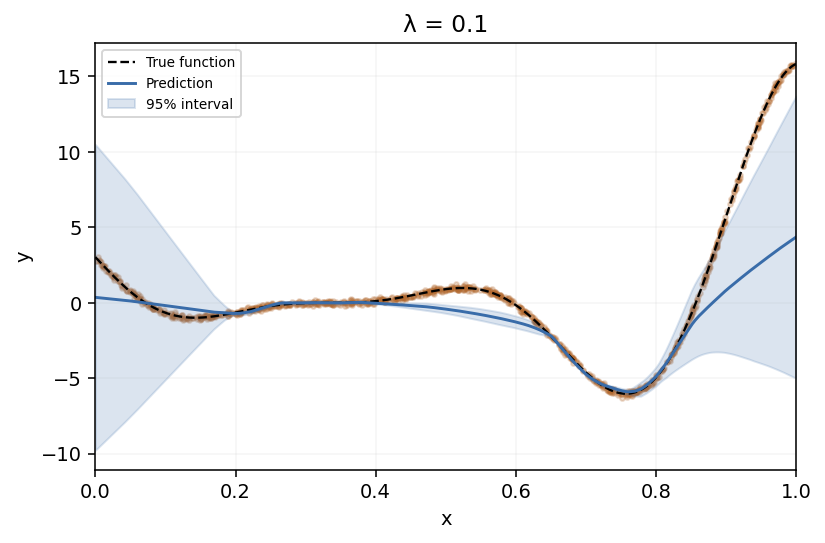 λ = 0.1
True function
Prediction
95% interval
y
15
10
5
0
−5
−10
0.0 0.2 0.4 0.6 0.8 1.0
x